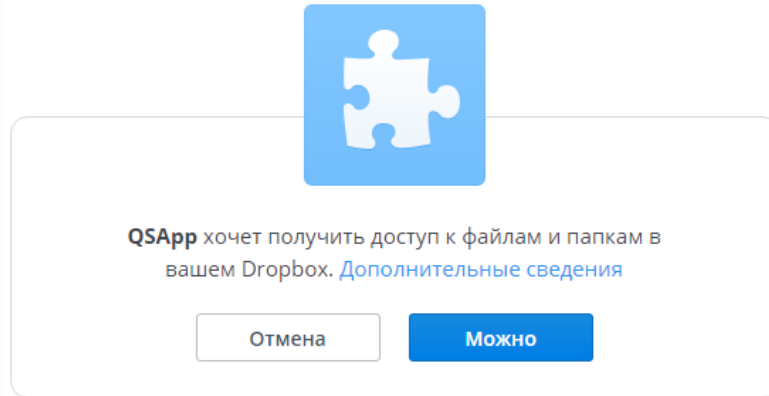 QSApp хочет получить доступ к файлам и папкам в
вашем Dropbox. Дополнительные сведения
Отмена
Можно